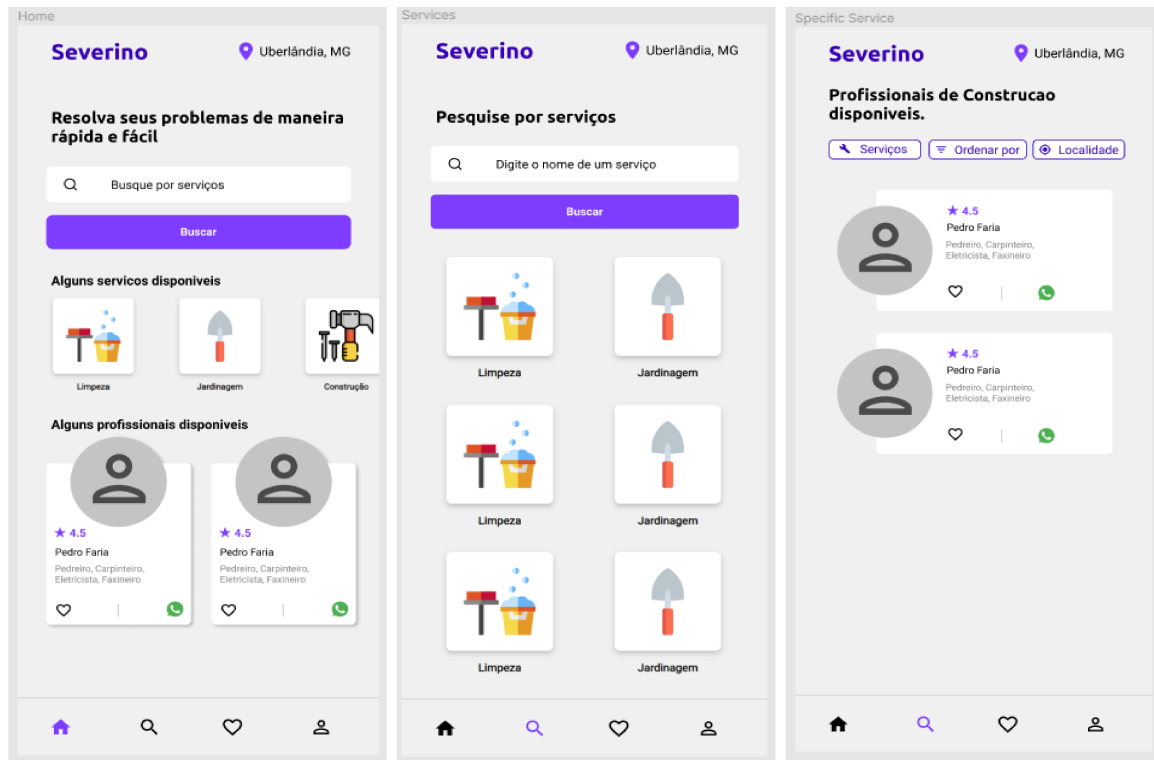 Home
Severino
Uberlândia, MG
Resolva seus problemas de maneira
rápida e fácil
Busque por serviços
Buscar
Alguns servicos disponiveis
Limpeza
Jardinagem
Construção
Alguns profissionais disponiveis
4.5
Pedro Faria
Pedreiro, Carpinteiro,
Eletricista, Faxineiro
4.5
Pedro Faria
Pedreiro, Carpinteiro,
Eletricista, Faxineiro
Services
Severino
Uberlândia, MG
Pesquise por serviços
Digite o nome de um serviço
Buscar
Limpeza
Jardinagem
Limpeza
Jardinagem
Limpeza
Jardinagem
Specific Service
Severino
Uberlândia, MG
Profissionais de Construcao
disponiveis.
Serviços
Ordenar por
Localidade
4.5
Pedro Faria
Pedreiro, Carpinteiro,
Eletricista, Faxineiro
4.5
Pedro Faria
Pedreiro, Carpinteiro,
Eletricista, Faxineiro